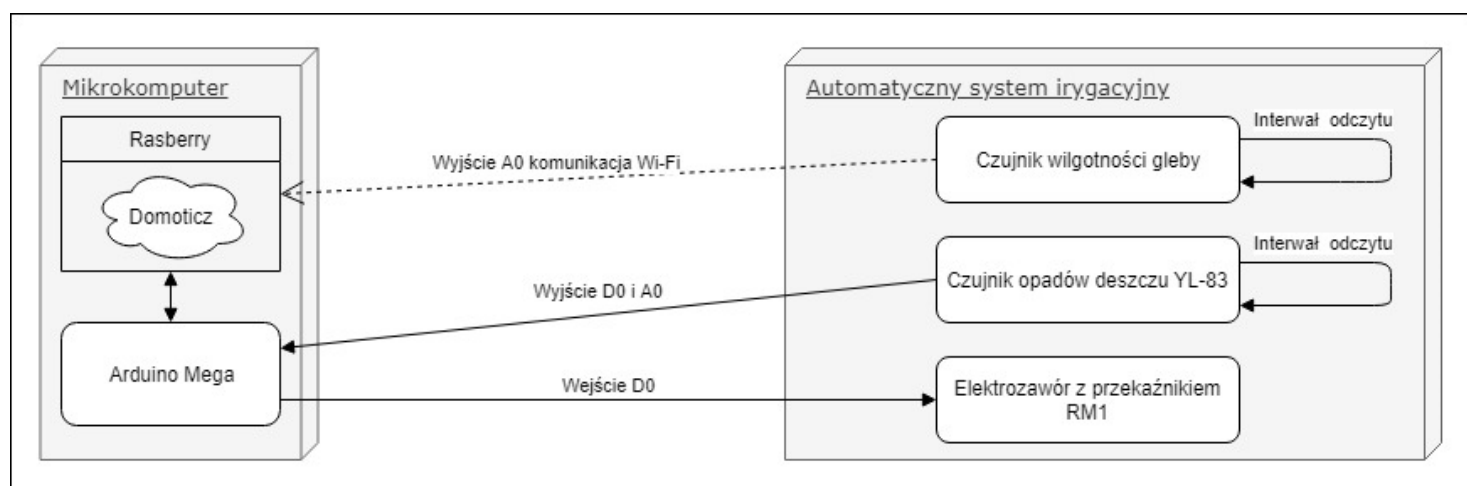 Mikrokomputer
Rasberry
Domoticz
Arduino Mega
Wyjście A0 komunikacja Wi-Fi
Wyjście D0 i A0
Wejście D0
Automatyczny system irygacyjny
Czujnik wilgotności gleby
Interwał odczytu
Czujnik opadów deszczu YL-83
Interwał odczytu
Elektrozawór z przekaźnikiem
RM1